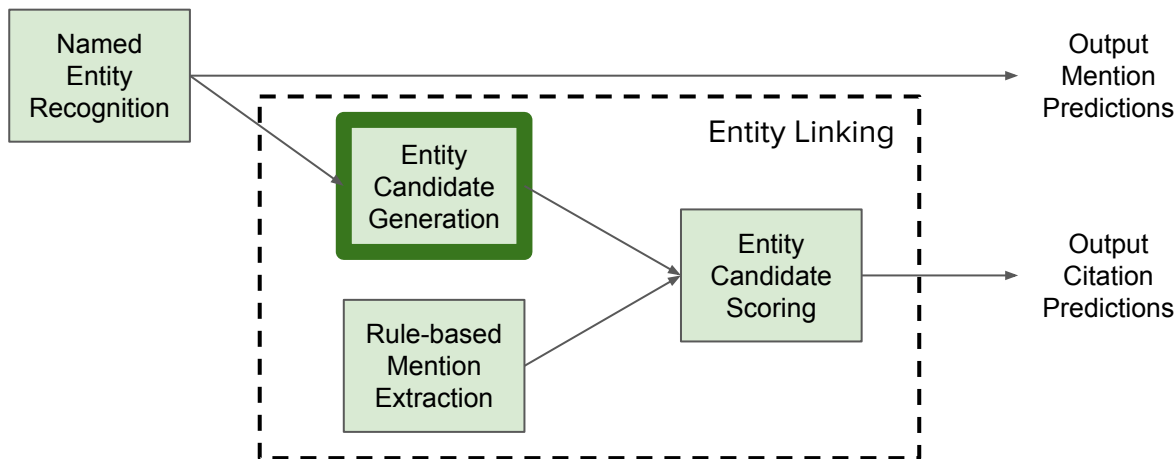 Named
Entity
Recognition
Output
Mention
Predictions
Entity Linking
Entity
Candidate
Generation
Entity
Candidate
Scoring
Output
Citation
Predictions
Rule-based
Mention
Extraction